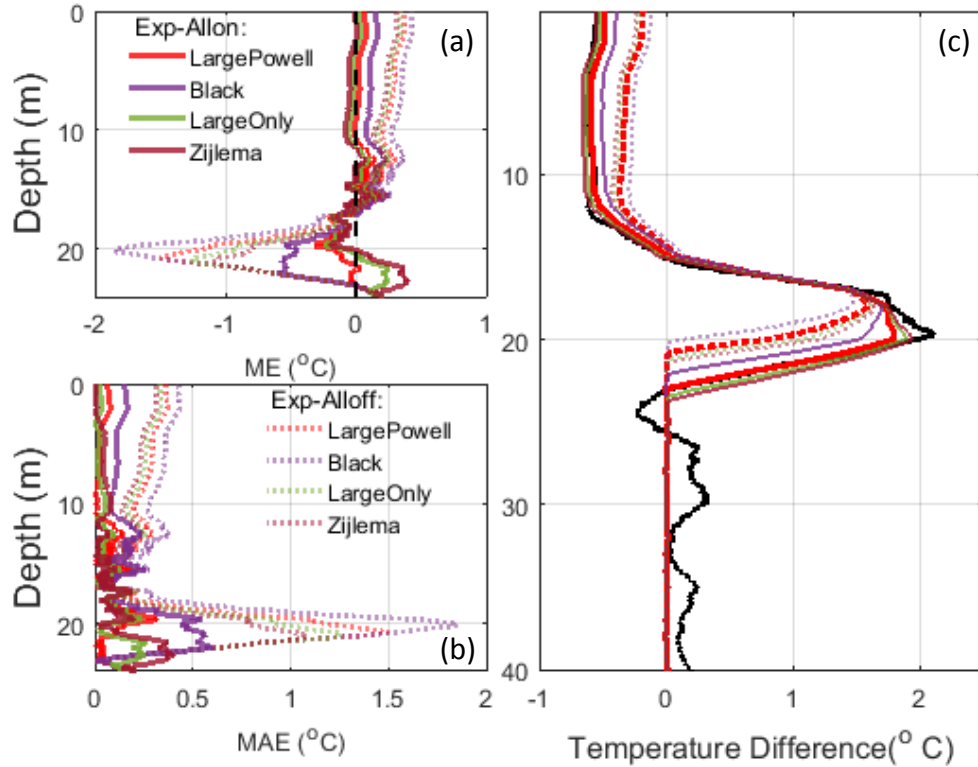 0
10
20
Depth (m)
Exp-Allon:
LargePowell
Black
LargeOnly
Zijlema
(a)
-2
-1
0
1
ME (°C)
0
10
20
Depth (m)
Exp-Alloff:
LargePowell
Black
LargeOnly
Zijlema
(b)
0
0.5
1
1.5
2
MAE (°C)
(c)
10
20
30
40
-1
0
1
2
Temperature Difference(° C)